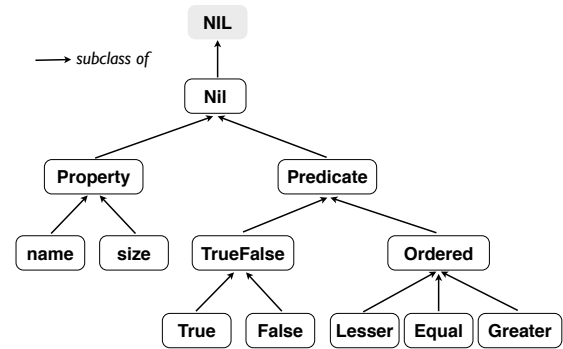 NIL
subclass of
Nil
Property
Predicate
name
size
TrueFalse
Ordered
True
False
Lesser
Equal
Greater